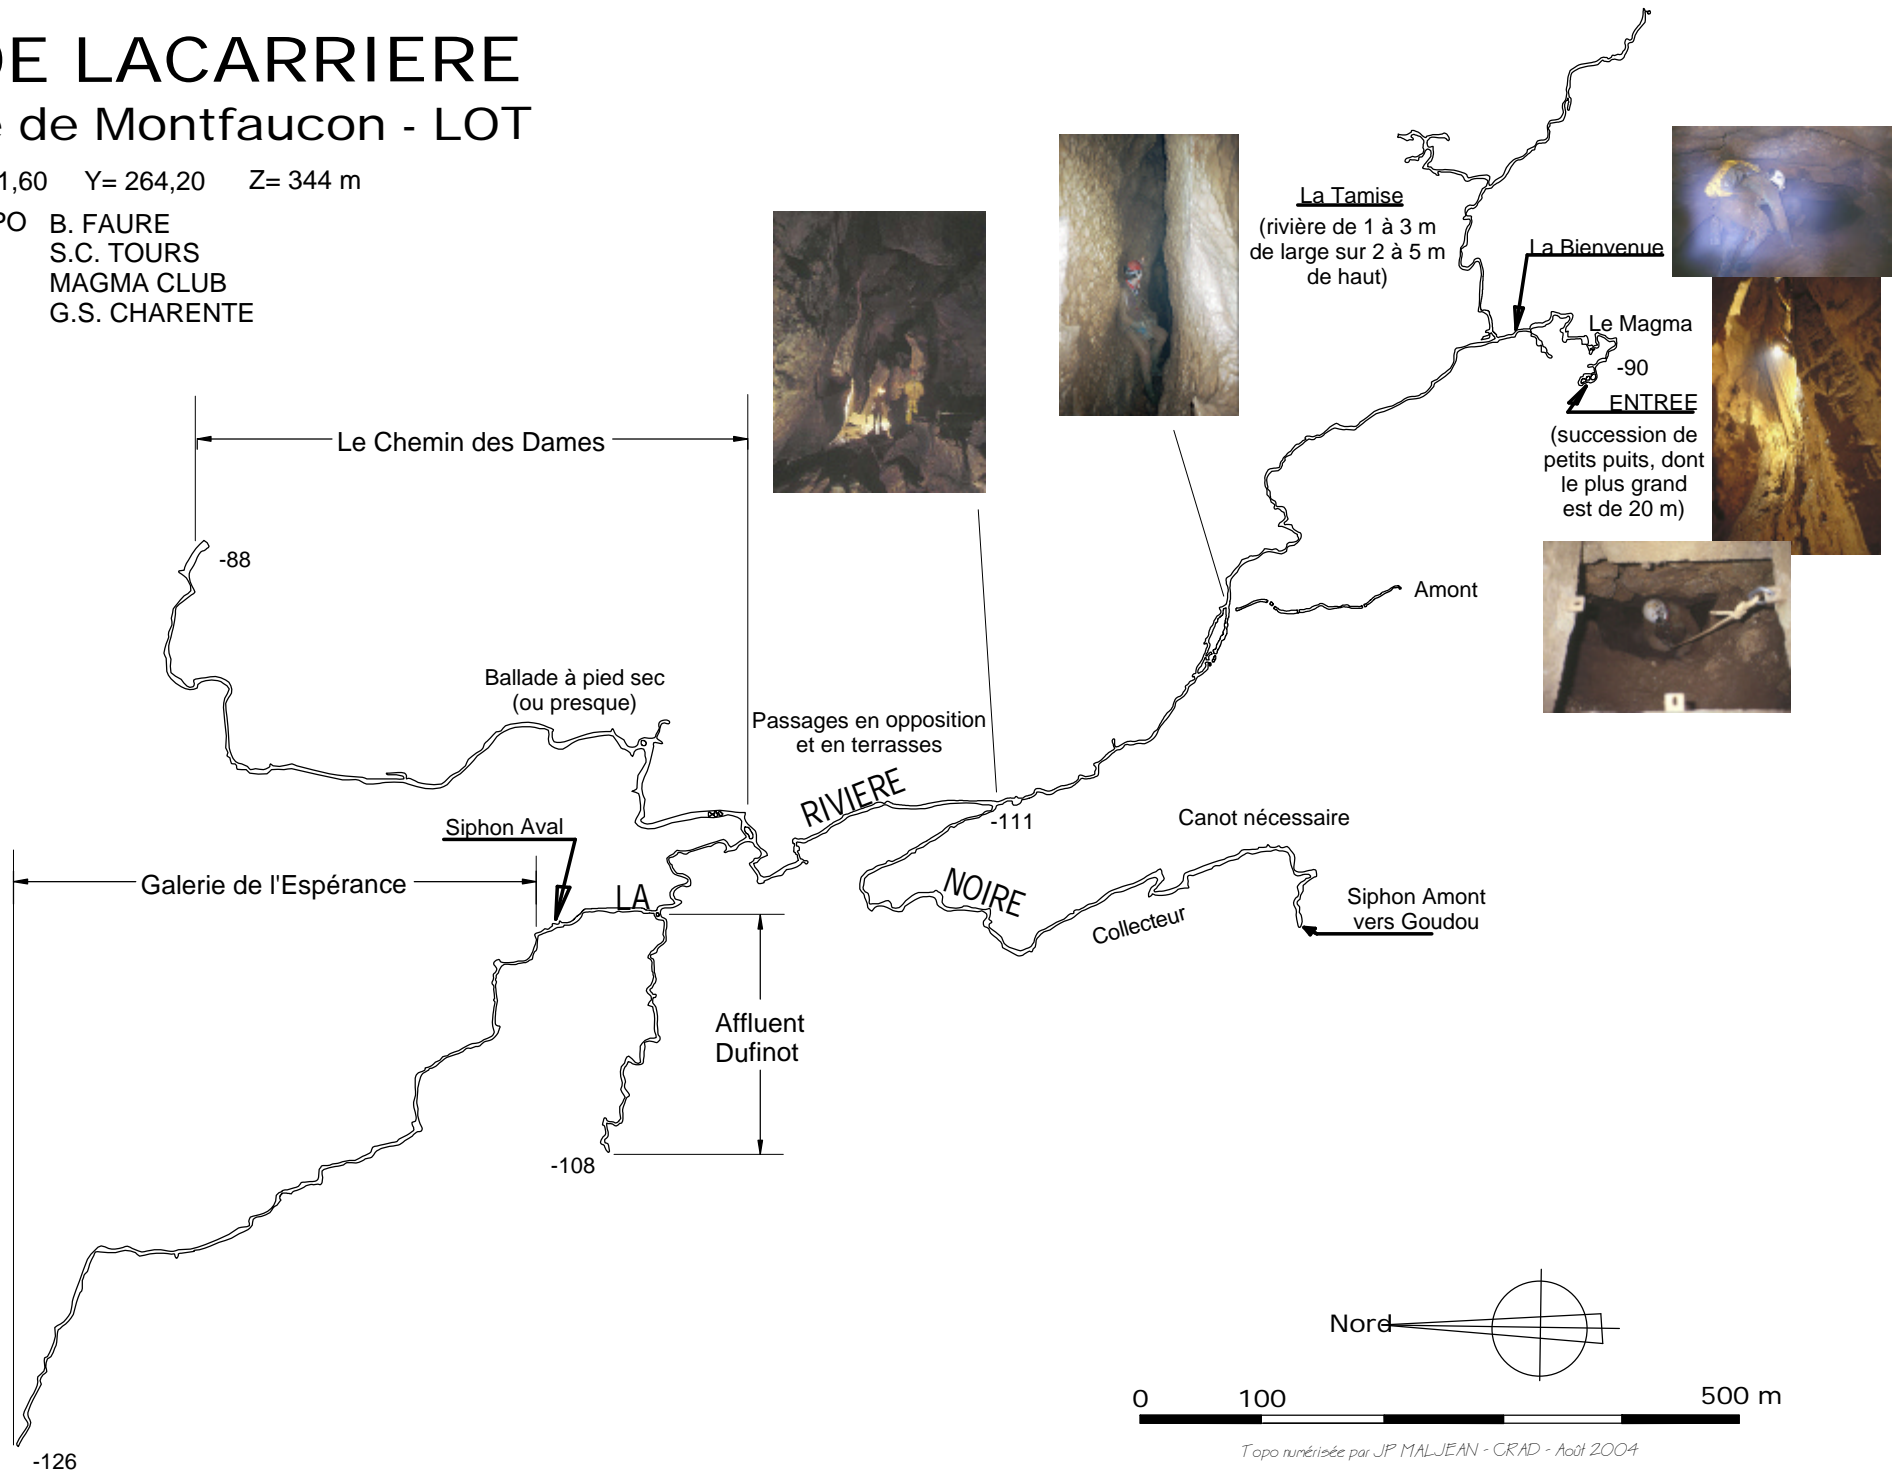 DE LACARRIERE
de Montfaucon - LOT
1,60 Y= 264,20 Z= 344 m
PO B. FAURE
S.C. TOURS
MAGMA CLUB
G.S. CHARENTE
La Tamise
(rivière de 1 à 3 m
de large sur 2 à 5 m
de haut)
La Bienvenue
Le Magma
-90
ENTREE
(succession de
petits puits, dont
le plus grand
est de 20 m)
Le Chemin des Dames
-88
Amont
Ballade à pied sec
(ou presque)
Passages en opposition
et en terrasses
RIVIERE
-111
Canot nécessaire
Siphon Aval
Galerie de l'Espérance
LA
NOIRE
Collecteur
Siphon Amont
vers Goudou
Affluent
Dufinot
-108
Nord
0 100 500 m
Topo numérisée par JP MALJEAN - CRAD - Août 2004
-126